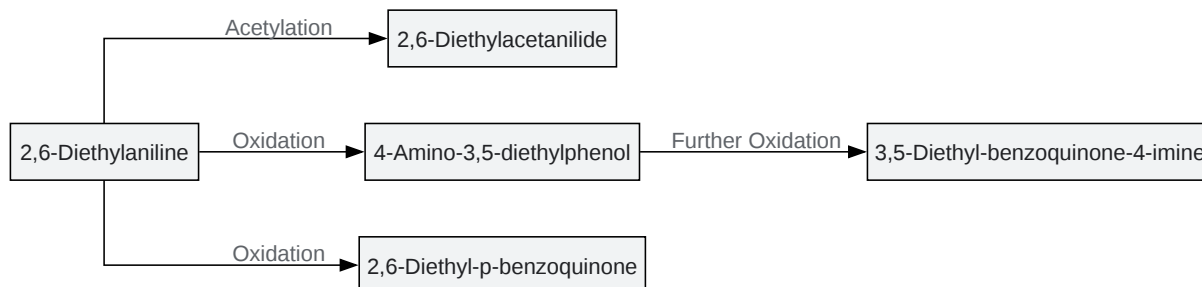 Acetylation
2,6-Diethylacetanilide
2,6-Diethylaniline
Oxidation
4-Amino-3,5-diethylphenol
Further Oxidation
3,5-Diethyl-benzoquinone-4-imine
Oxidation
2,6-Diethyl-p-benzoquinone